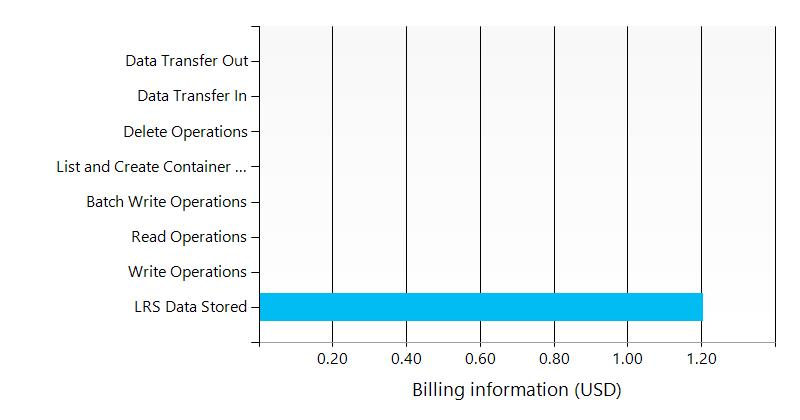 Data Transfer Out
Data Transfer In
Delete Operations
List and Create Container ...
Batch Write Operations
Read Operations
Write Operations
LRS Data Stored
0.20 0.40 0.60 0.80 1.00 1.20
Billing information (USD)